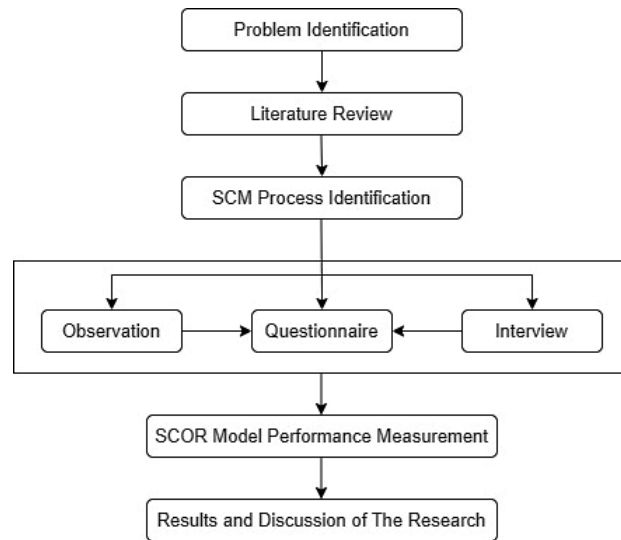 Problem Identification
Literature Review
SCM Process Identification
Observation
Questionnaire
Interview
SCOR Model Performance Measurement
Results and Discussion of The Research